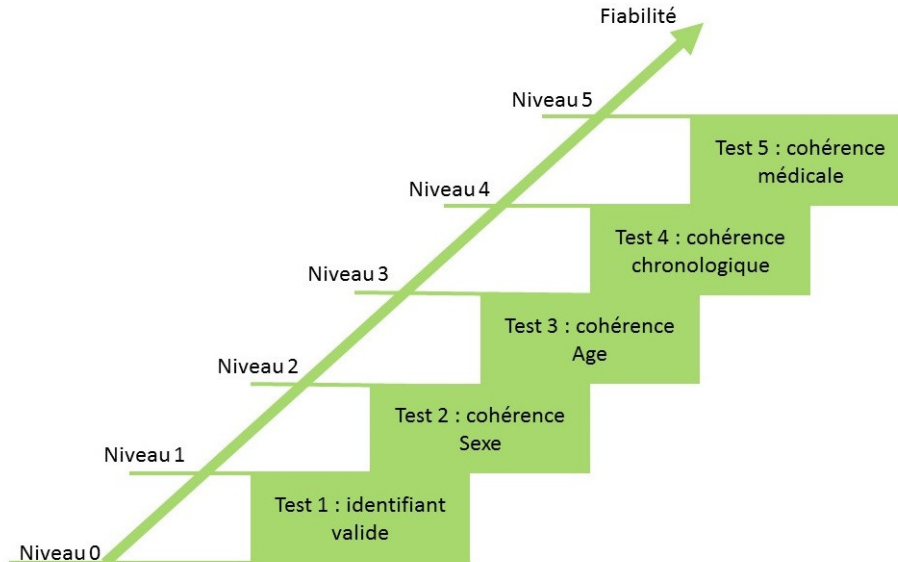 Fiabilité
Niveau 5
Test 5 : cohérence
médicale
Niveau 4
Test 4 : cohérence
chronologique
Niveau 3
Test 3 : cohérence
Age
Niveau 2
Test 2 : cohérence
Sexe
Niveau 1
Test 1 : identifiant
valide
Niveau 0